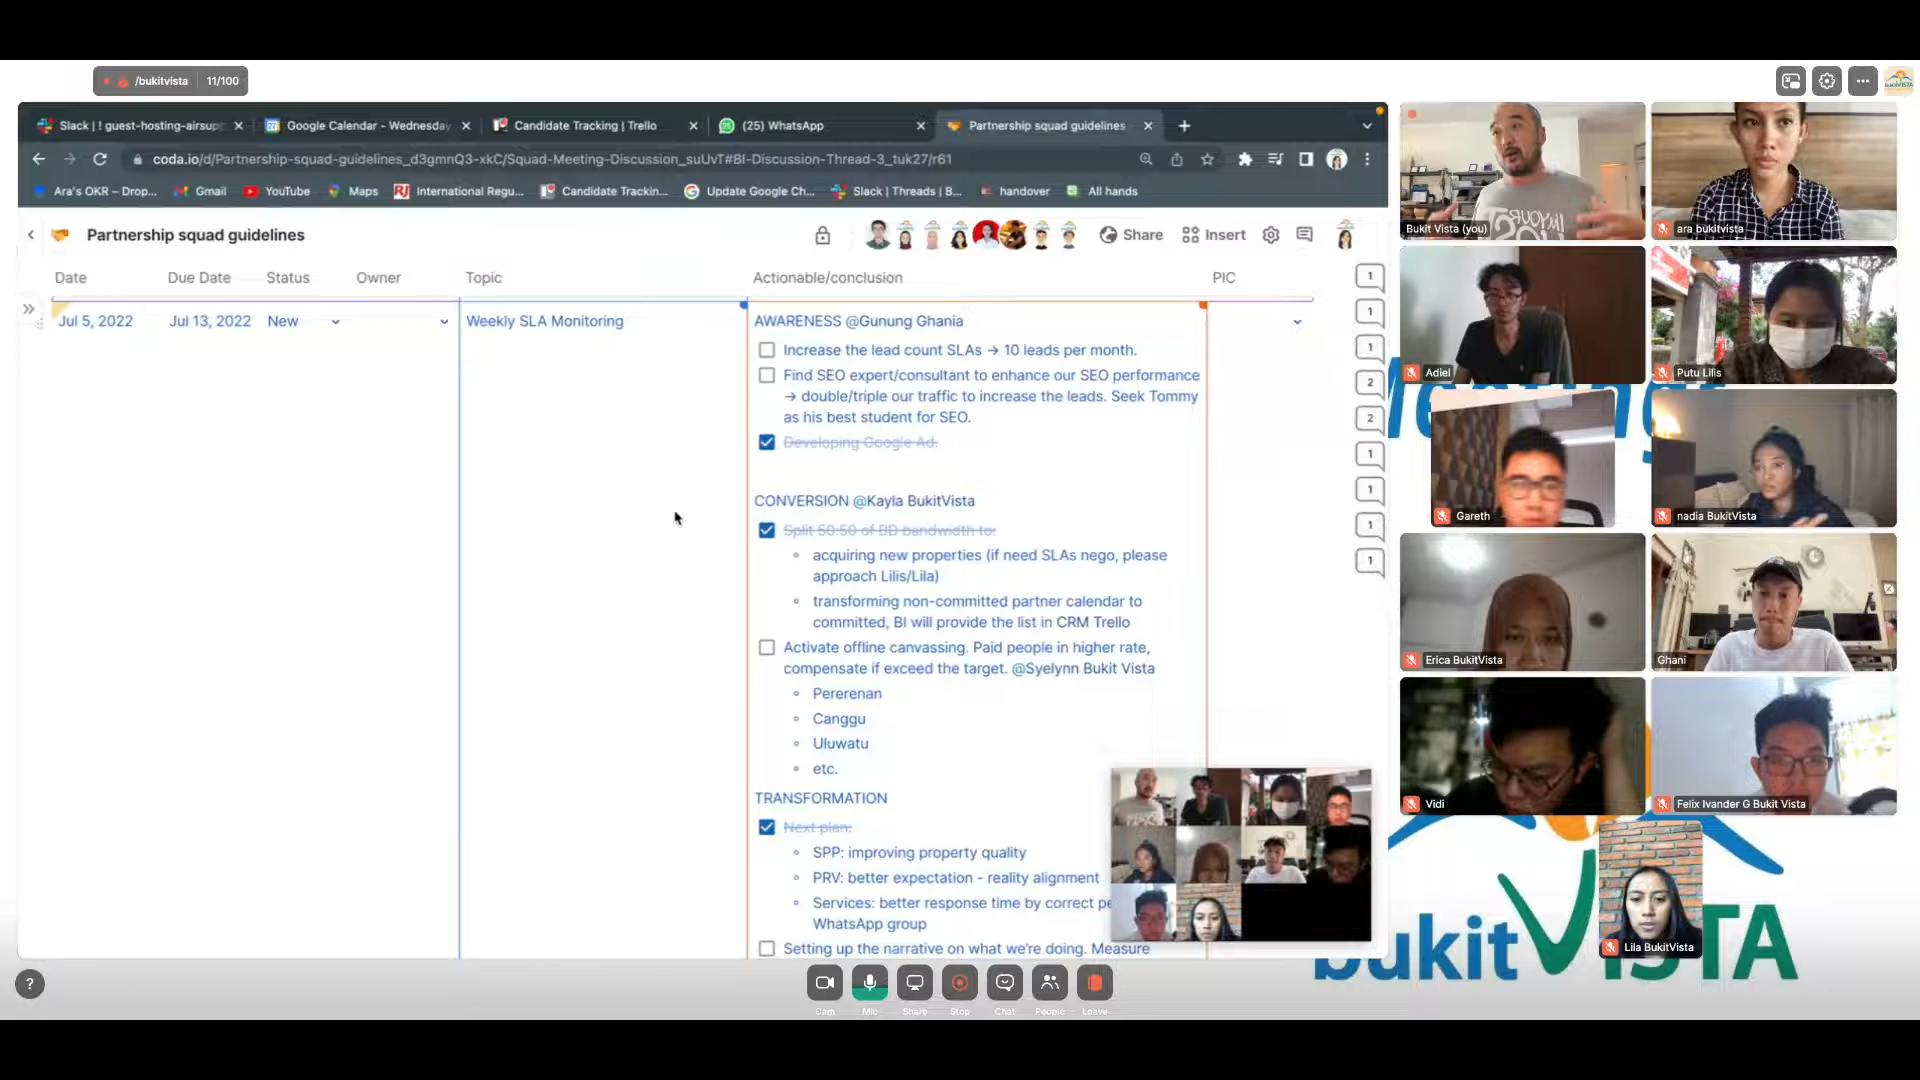 /bukitvista 11/100
Slack | ! guest-hosting-airsupp
Google Calendar - Wednesday
Candidate Tracking | Trello
(25) WhatsApp
Partnership squad guidelines
coda.io/d/Partnership-squad-guidelines_d3gmnQ3-xkC/Squad-Meeting-Discussion_suUvT#BI-Discussion-Thread-3_tuk27/r61
Ara's OKR – Drop...
Gmail
YouTube
Maps
International Regu...
Candidate Trackin...
Update Google Ch...
Slack | Threads | B...
handover
All hands
Partnership squad guidelines
Share
Insert
Date
Due Date
Status
Owner
Topic
Actionable/conclusion
PIC
Jul 5, 2022
Jul 13, 2022
New
Weekly SLA Monitoring
AWARENESS @Gunung Ghania
Increase the lead count SLAs → 10 leads per month.
Find SEO expert/consultant to enhance our SEO performance
→ double/triple our traffic to increase the leads. Seek Tommy
as his best student for SEO.
Developing Google Ad.
CONVERSION @Kayla BukitVista
Split 50:50 of BD bandwidth to:
acquiring new properties (if need SLAs nego, please
approach Lilis/Lila)
transforming non-committed partner calendar to
committed, BI will provide the list in CRM Trello
Activate offline canvassing. Paid people in higher rate,
compensate if exceed the target. @Syelynn Bukit Vista
Pererenan
Canggu
Uluwatu
etc.
TRANSFORMATION
Next plan:
SPP: improving property quality
PRV: better expectation - reality alignment
Services: better response time by correct pe
WhatsApp group
Setting up the narrative on what we're doing. Measure
1
1
1
2
2
1
1
1
1
Bukit Vista (you)
ara bukitvista
Adiel
Putu Lilis
Gareth
nadia BukitVista
Erica BukitVista
Ghani
Vidi
Felix Ivander G Bukit Vista
Lila BukitVista
bukitVISTA
?
Cam
Mic
Share
Stop
Chat
People
Leave